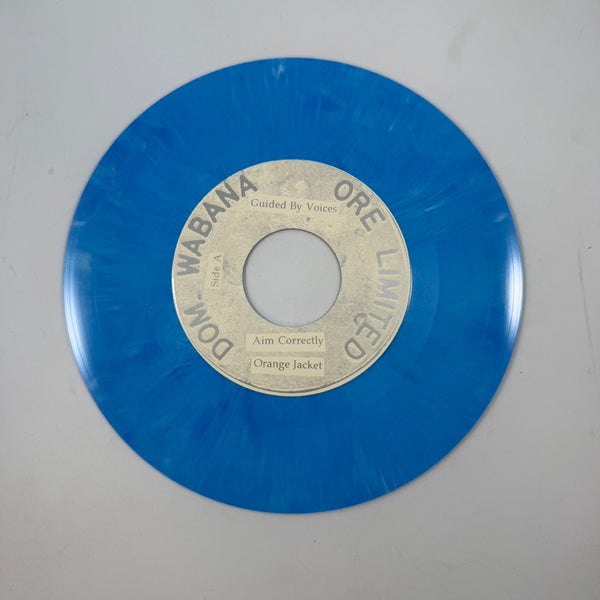 DOM WABANA ORE LIMITED
Guided By Voices
Side A
Aim Correctly
Orange Jacket